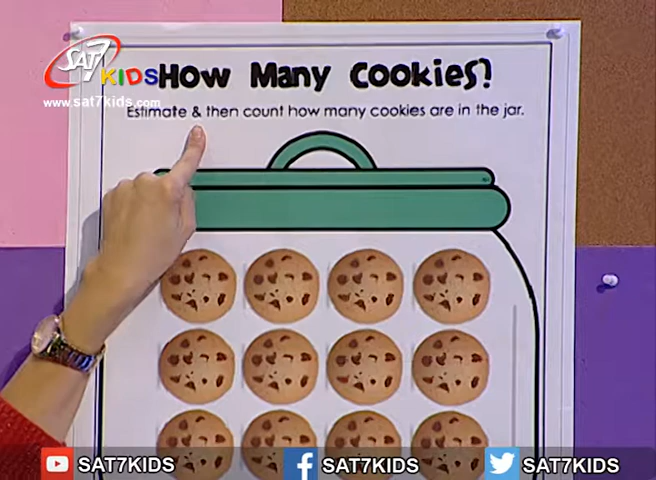 SAT7
KIDS
www.sat7kids.com
How Many Cookies?
Estimate & then count how many cookies are in the jar.
SAT7KIDS
SAT7KIDS
SAT7KIDS